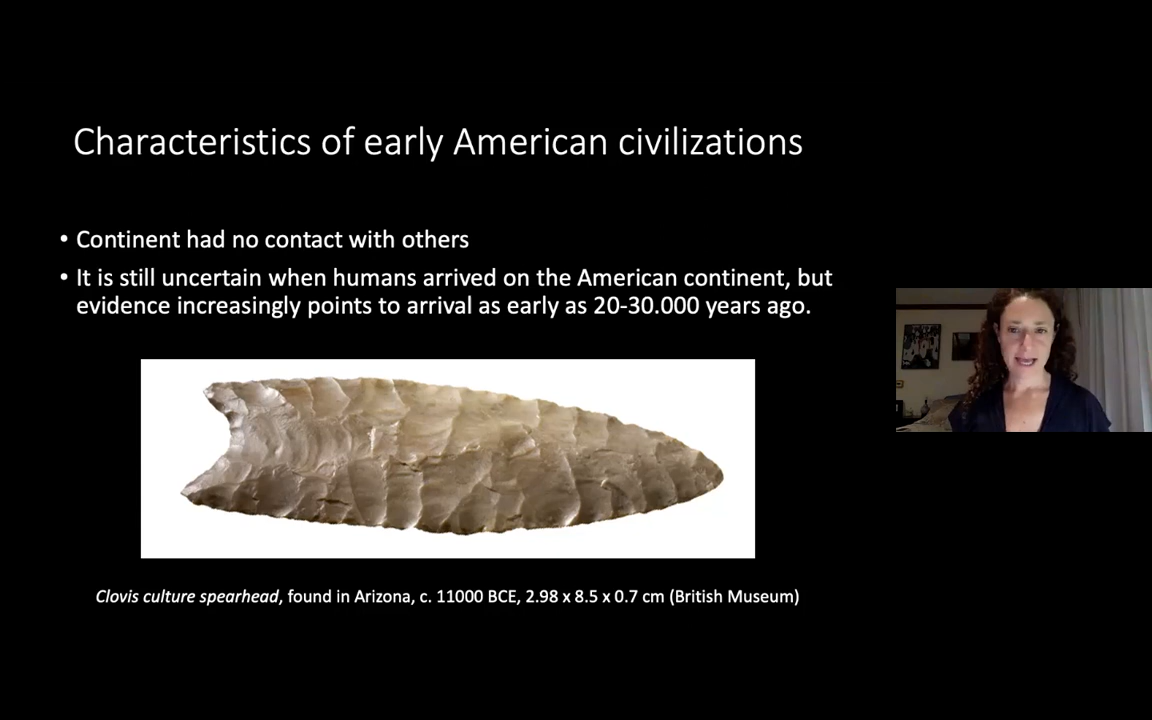 Characteristics of early American civilizations
• Continent had no contact with others
• It is still uncertain when humans arrived on the American continent, but
evidence increasingly points to arrival as early as 20-30.000 years ago.
Clovis culture spearhead, found in Arizona, c. 11000 BCE, 2.98 x 8.5 x 0.7 cm (British Museum)